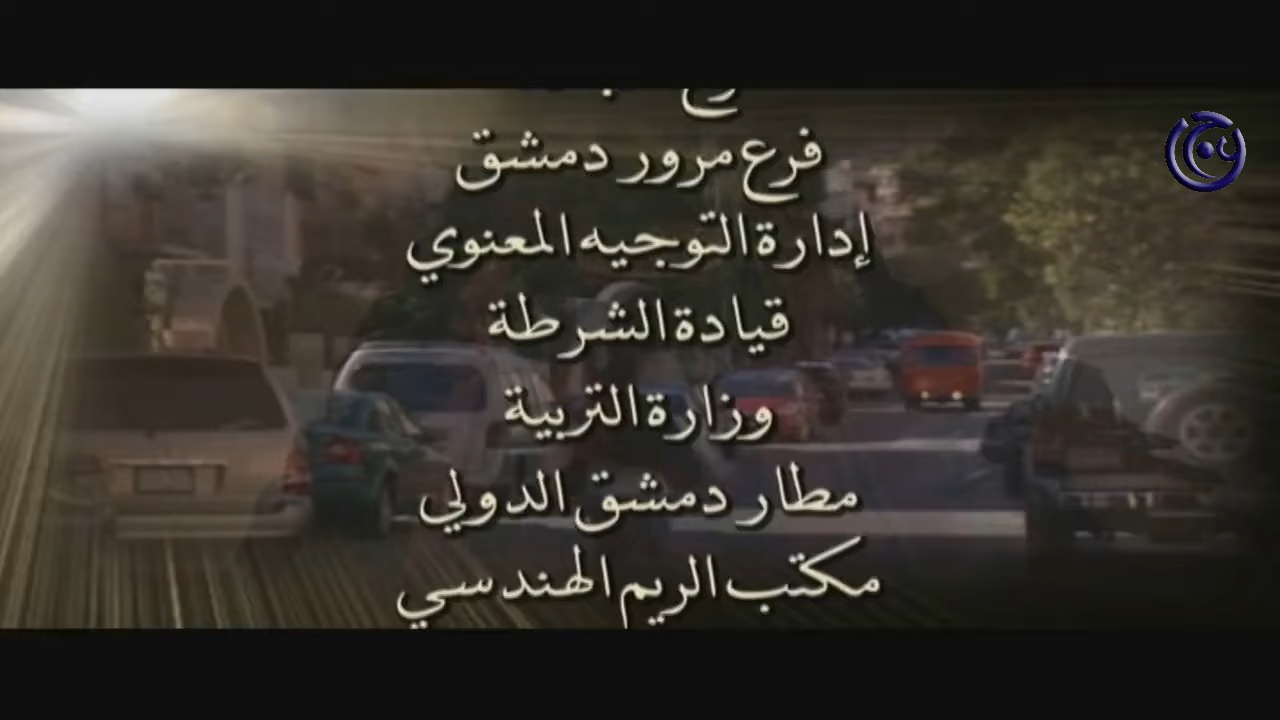 فرع مرور دمشق
إدارة التوجيه المعنوي
قيادة الشرطة
وزارة التربية
مطار دمشق الدولي
مكتب الريم الهندسي